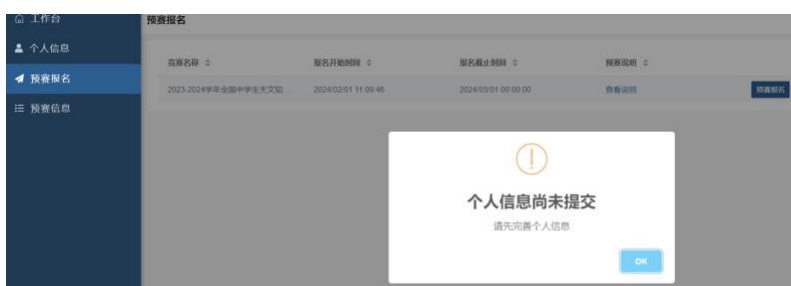 工作台
预赛报名
个人信息
竞赛名称
报名开始时间
报名截止时间
预赛说明
预赛报名
2023-2024学年全国中学生天文知...
2024/02/01 11:00:46
2024/03/01 00:00:00
查看说明
预赛报名
预赛信息
个人信息尚未提交
请先完善个人信息
OK